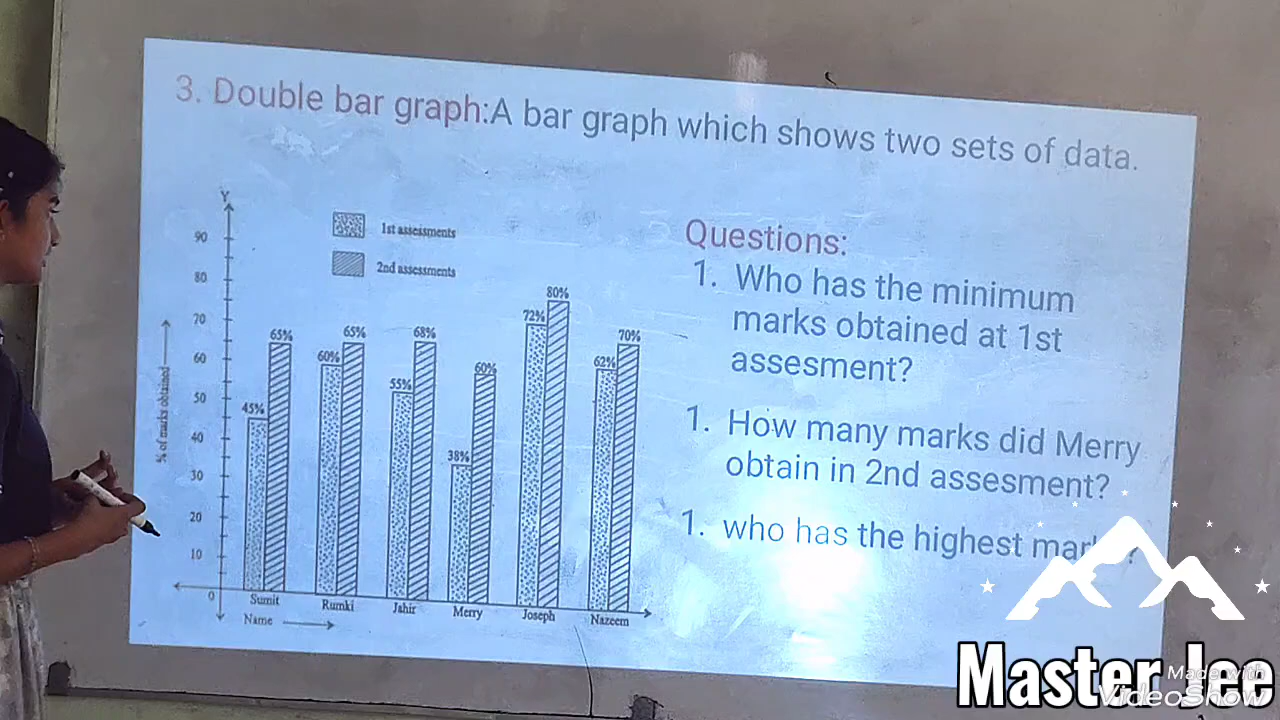 3. Double bar graph:A bar graph which shows two sets of data.
Y
1st assessments
2nd assessments
90
80
70
60
50
40
30
20
10
0
% of marks obtained
45% 65%
60% 65%
55% 68%
38% 60%
72% 80%
62% 70%
Sumit Rumki Jahir Merry Joseph Nazeem
Name
Questions:
1. Who has the minimum
marks obtained at 1st
assesment?
1. How many marks did Merry
obtain in 2nd assesment?
1. who has the highest
Master Jee
Made with
VideoShow